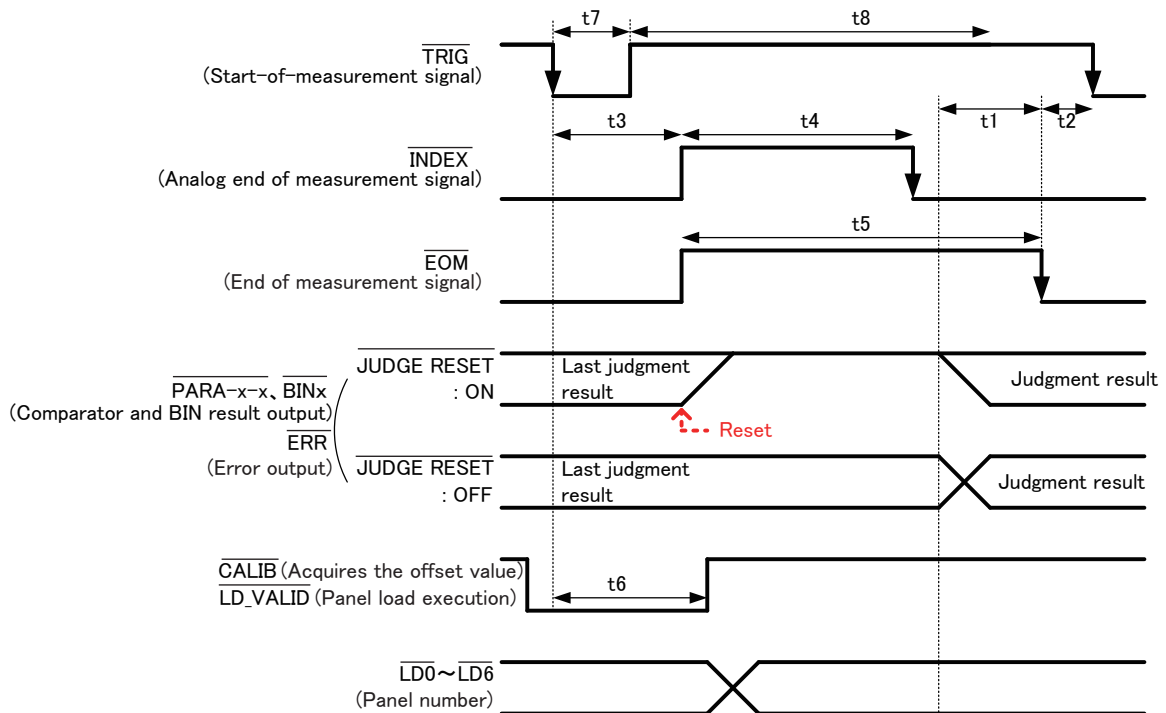 t7
t8
TRIG
(Start-of-measurement signal)
t1
t2
t3
t4
INDEX
(Analog end of measurement signal)
t5
EOM
(End of measurement signal)
JUDGE RESET
: ON
Last judgment
result
Judgment result
PARA-x-x、BINx
(Comparator and BIN result output)
Reset
ERR
(Error output)
JUDGE RESET
: OFF
Last judgment
result
Judgment result
CALIB (Acquires the offset value)
LD_VALID (Panel load execution)
t6
LD0～LD6
(Panel number)